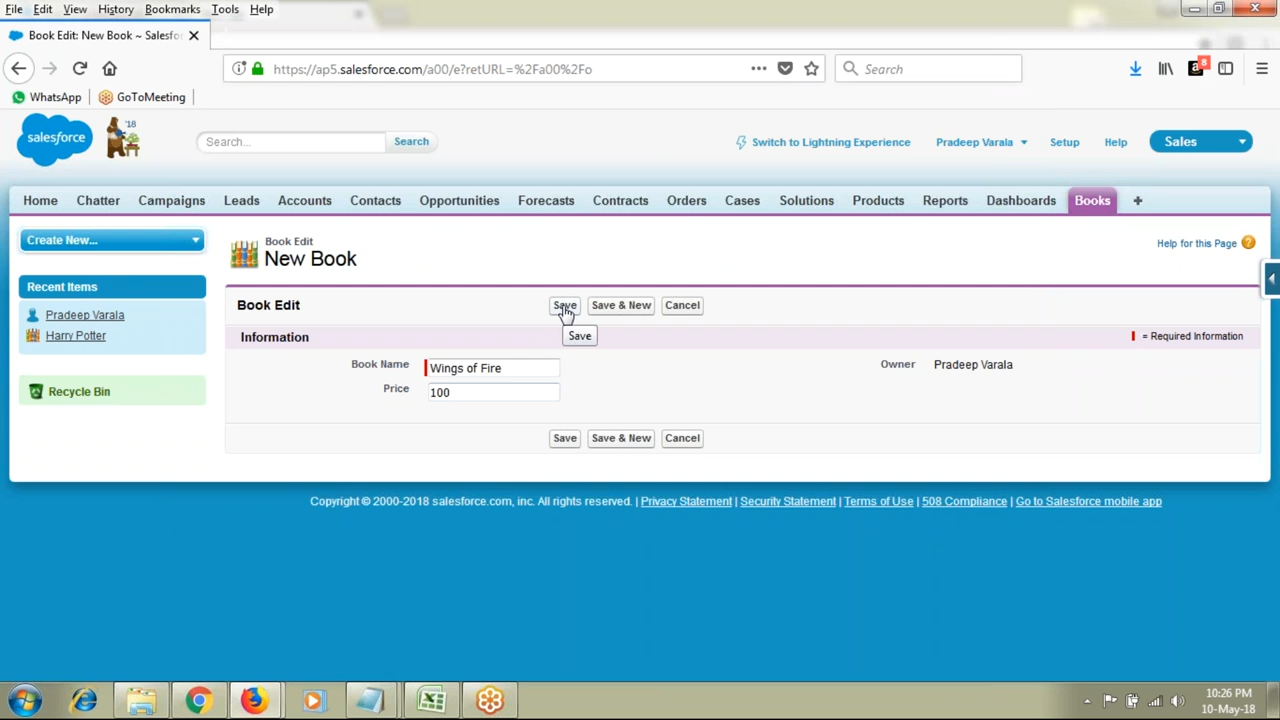 File Edit View History Bookmarks Tools Help
Book Edit: New Book ~ Salesfo
https://ap5.salesforce.com/a00/e?retURL=%2Fa00%2Fo
Search
8
WhatsApp
GoToMeeting
salesforce
'18
Search...
Search
Switch to Lightning Experience
Pradeep Varala
Setup
Help
Sales
Home Chatter Campaigns Leads Accounts Contacts Opportunities Forecasts Contracts Orders Cases Solutions Products Reports Dashboards Books +
Create New...
Recent Items
Pradeep Varala
Harry Potter
Recycle Bin
Book Edit
New Book
Help for this Page ?
Book Edit
Save
Save & New
Cancel
Save
Information
= Required Information
Book Name
Wings of Fire
Owner
Pradeep Varala
Price
100
Save
Save & New
Cancel
Copyright © 2000-2018 salesforce.com, inc. All rights reserved. | Privacy Statement | Security Statement | Terms of Use | 508 Compliance | Go to Salesforce mobile app
10:26 PM
10-May-18